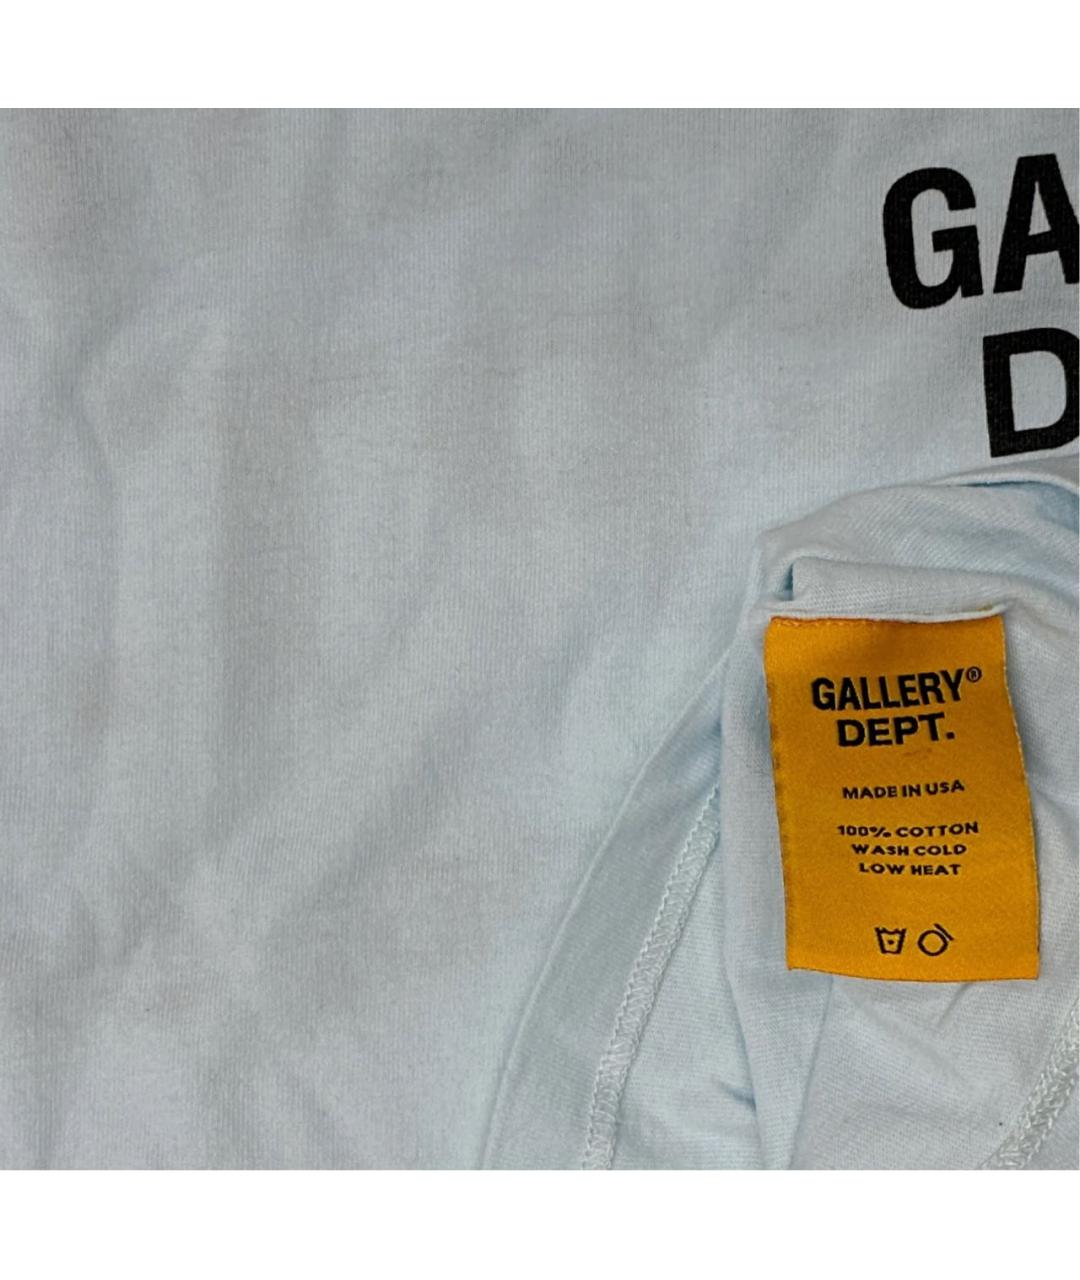 GA
D
GALLERY®
DEPT.
MADE IN USA
100% COTTON
WASH COLD
LOW HEAT